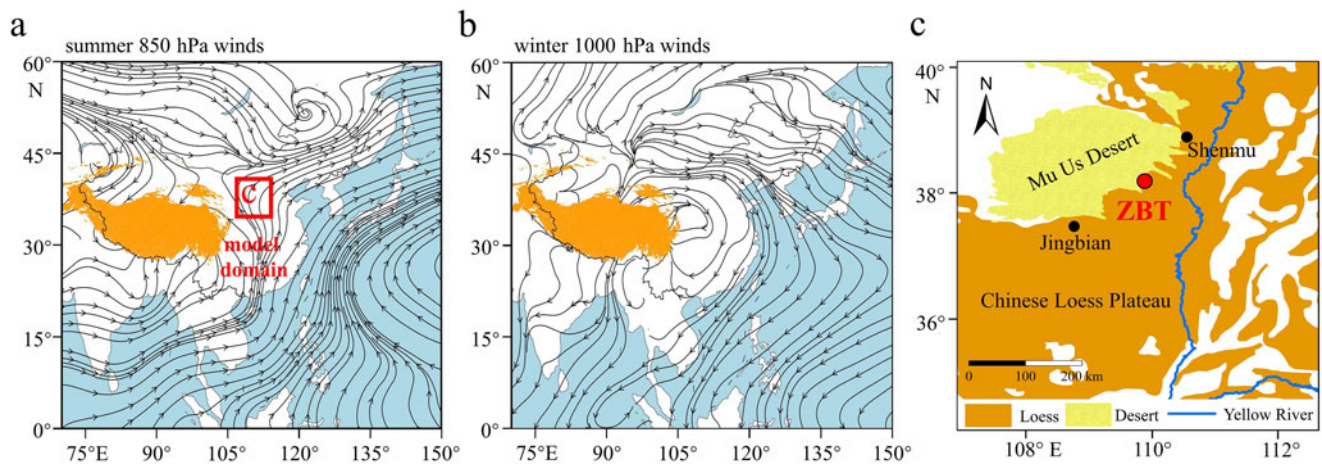 a
summer 850 hPa winds
60°
N
45°
30°
15°
0°
75°E
90°
105°
120°
135°
150°
C
model
domain
b
winter 1000 hPa winds
60°
N
45°
30°
15°
0°
75°E
90°
105°
120°
135°
150°
c
40°
N
38°
36°
N
Mu Us Desert
Shenmu
ZBT
Jingbian
Chinese Loess Plateau
0 100 200 km
Loess Desert Yellow River
108° E 110° 112°